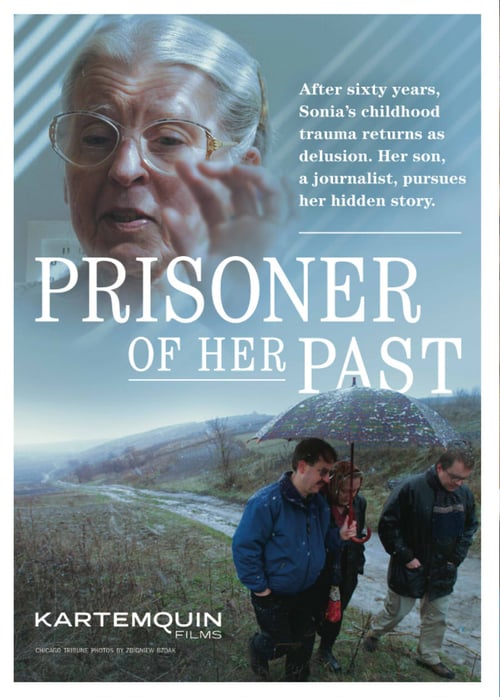 After sixty years,
Sonia's childhood
trauma returns as
delusion. Her son,
a journalist, pursues
her hidden story.
PRISONER
OF HER PAST
KARTEMQUIN
FILMS
CHICAGO TRIBUNE PHOTOS BY ZBIGNIEW BZDAK